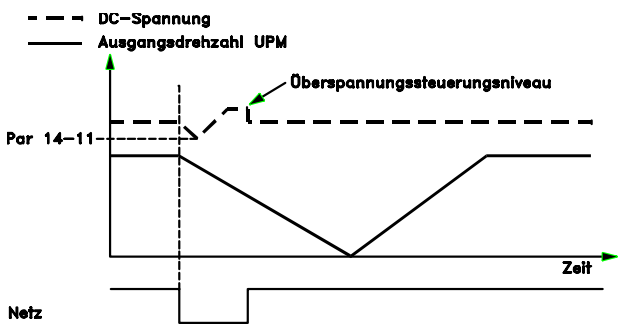 DC-Spannung
Ausgangsdrehzahl UPM
Überspannungssteuerungsniveau
Par 14-11
Zeit
Netz